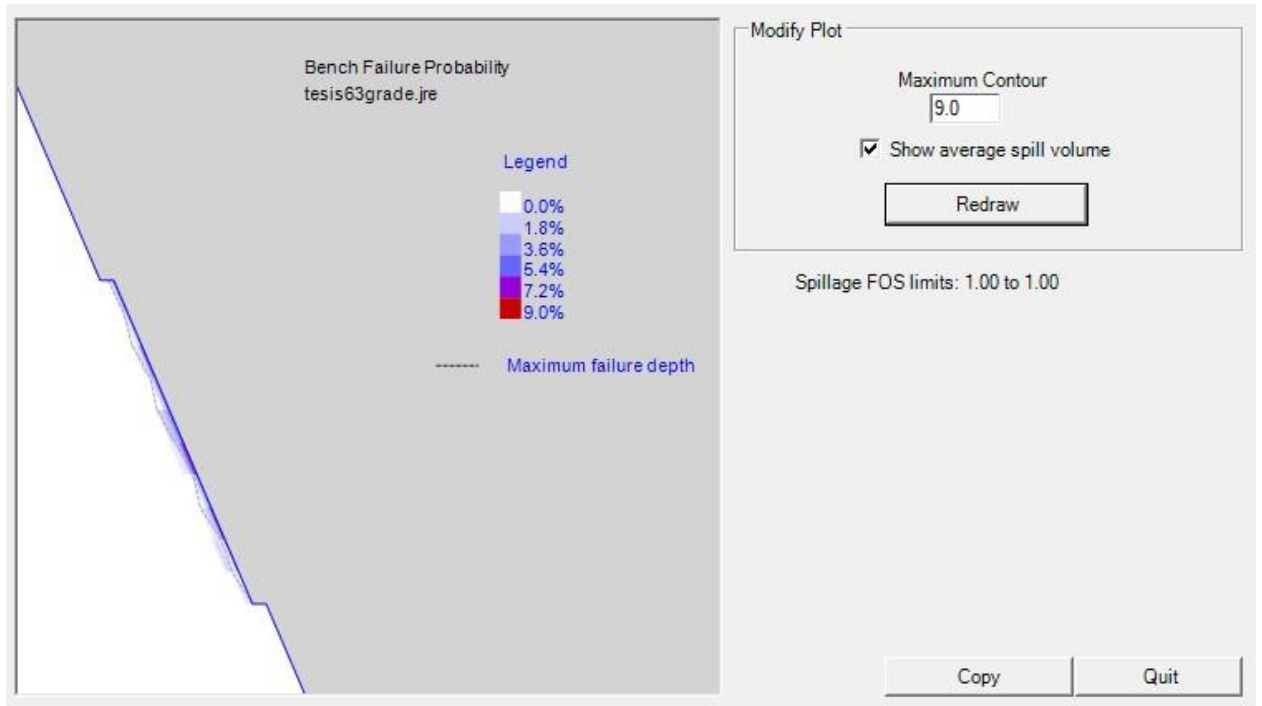 Bench Failure Probability
tesis63grade.jre
Legend
0.0%
1.8%
3.6%
5.4%
7.2%
9.0%
Maximum failure depth
Modify Plot
Maximum Contour
9.0
Show average spill volume
Redraw
Spillage FOS limits: 1.00 to 1.00
Copy
Quit